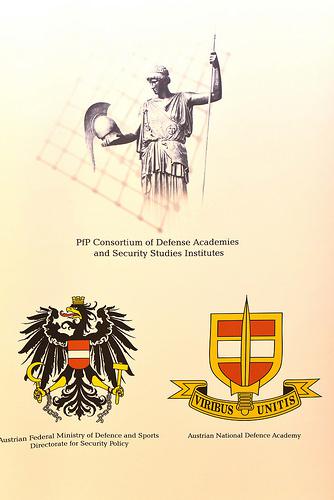 PfP Consortium of Defense Academies
and Security Studies Institutes
VIRIBUS UNITIS
Austrian Federal Ministry of Defence and Sports
Directorate for Security Policy
Austrian National Defence Academy